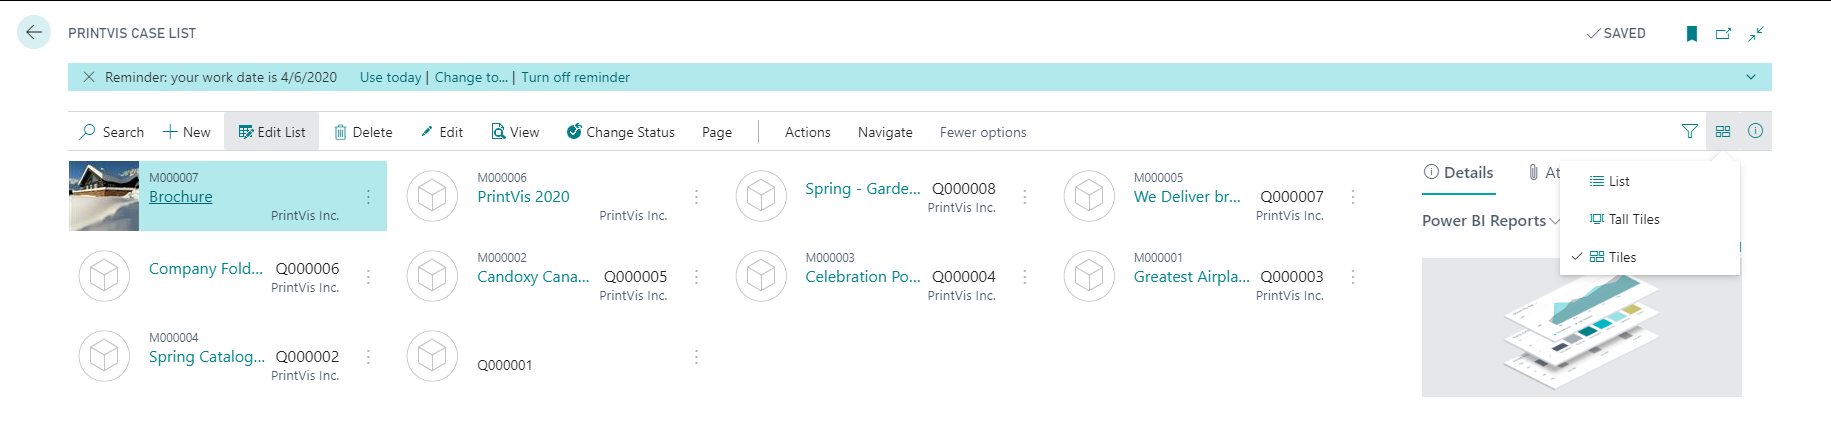 PRINTVIS CASE LIST
SAVED
Reminder: your work date is 4/6/2020 Use today | Change to... | Turn off reminder
Search New Edit List Delete Edit View Change Status Page Actions Navigate Fewer options
M000007
Brochure
PrintVis Inc.
M000006
PrintVis 2020
PrintVis Inc.
Spring - Garde... Q000008
PrintVis Inc.
M000005
We Deliver br... Q000007
PrintVis Inc.
Company Fold... Q000006
PrintVis Inc.
M000002
Candoxy Cana... Q000005
PrintVis Inc.
M000003
Celebration Po... Q000004
PrintVis Inc.
M000001
Greatest Airpla... Q000003
PrintVis Inc.
M000004
Spring Catalog... Q000002
PrintVis Inc.
Q000001
Details
At
Power BI Reports
List
Tall Tiles
Tiles